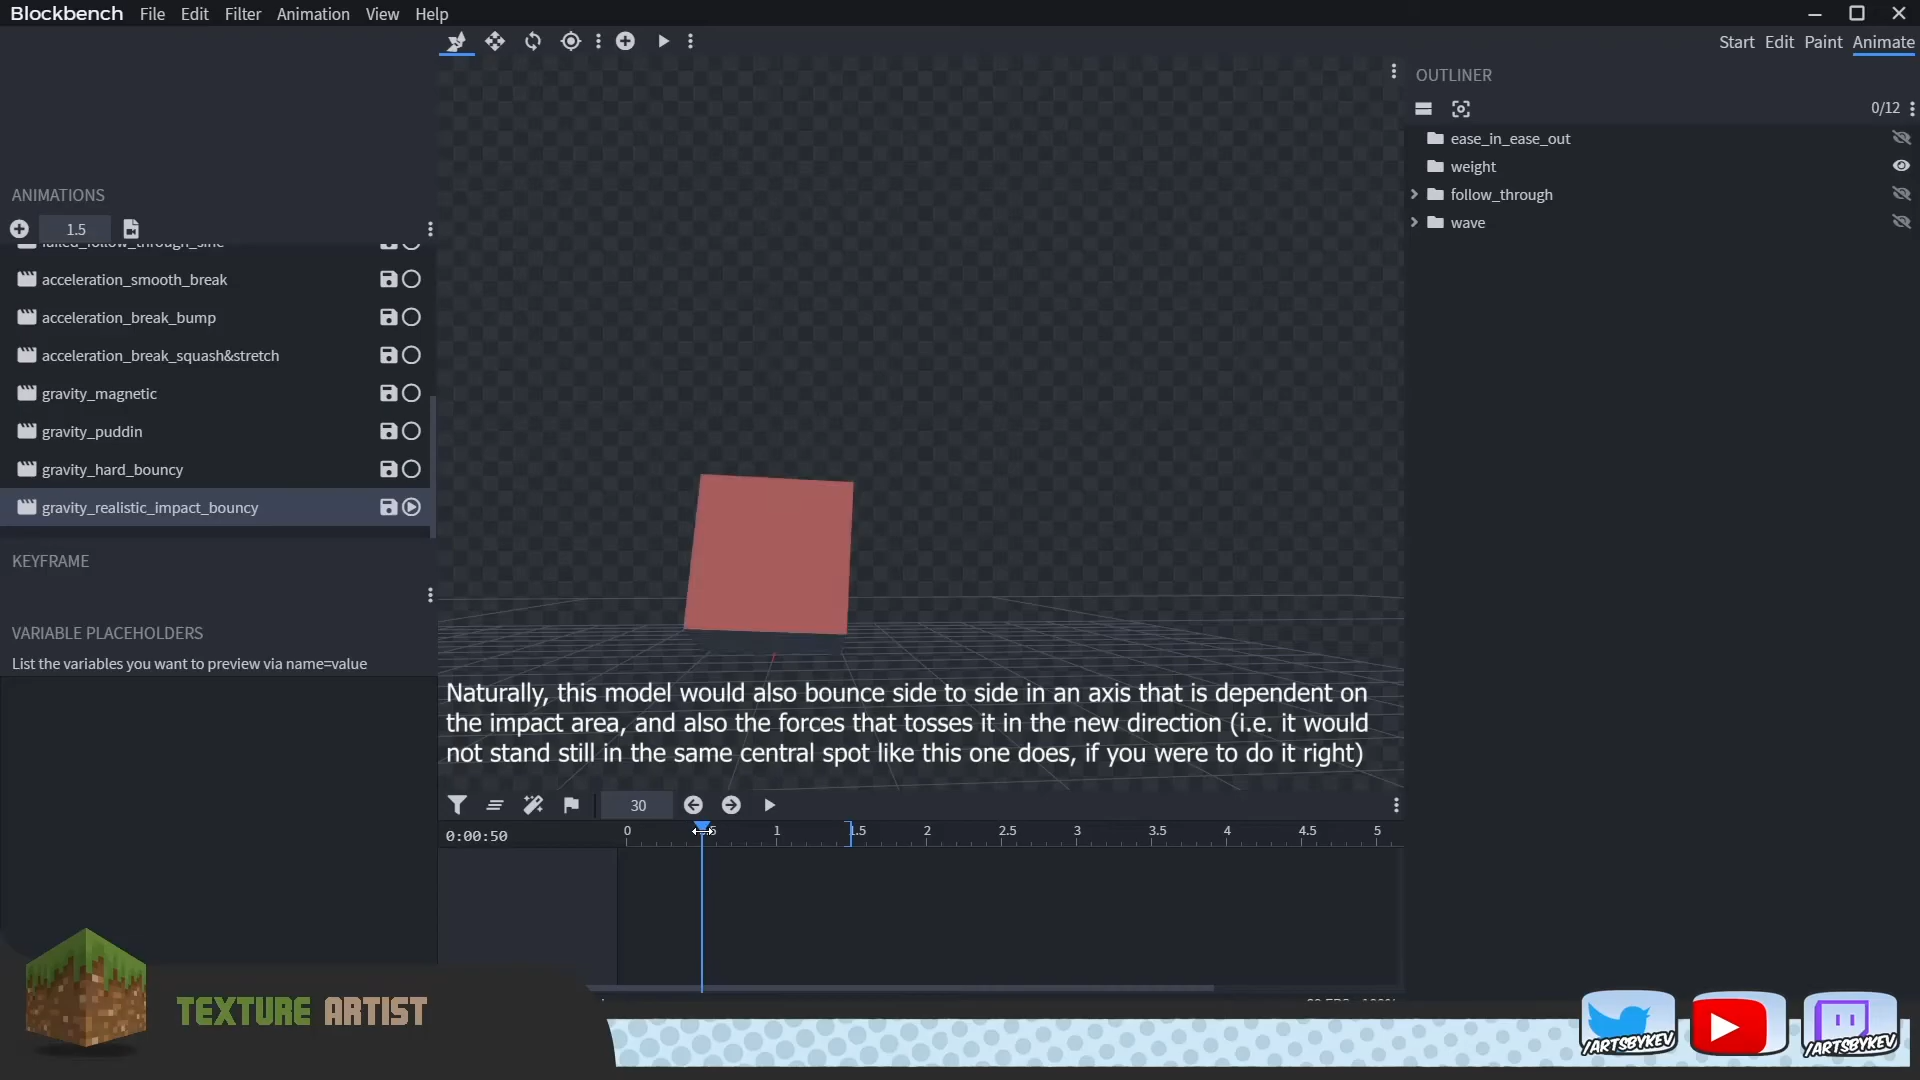 Blockbench File Edit Filter Animation View Help
Start Edit Paint Animate
OUTLINER
0/12
ease_in_ease_out
weight
follow_through
wave
ANIMATIONS
1.5
failed_follow_through_sine
acceleration_smooth_break
acceleration_break_bump
acceleration_break_squash&stretch
gravity_magnetic
gravity_puddin
gravity_hard_bouncy
gravity_realistic_impact_bouncy
KEYFRAME
VARIABLE PLACEHOLDERS
List the variables you want to preview via name=value
Naturally, this model would also bounce side to side in an axis that is dependent on
the impact area, and also the forces that tosses it in the new direction (i.e. it would
not stand still in the same central spot like this one does, if you were to do it right)
30
0:00:50
0 1 1.5 2 2.5 3 3.5 4 4.5 5
TEXTURE ARTIST
/ARTSBYKEV
/ARTSBYKEV